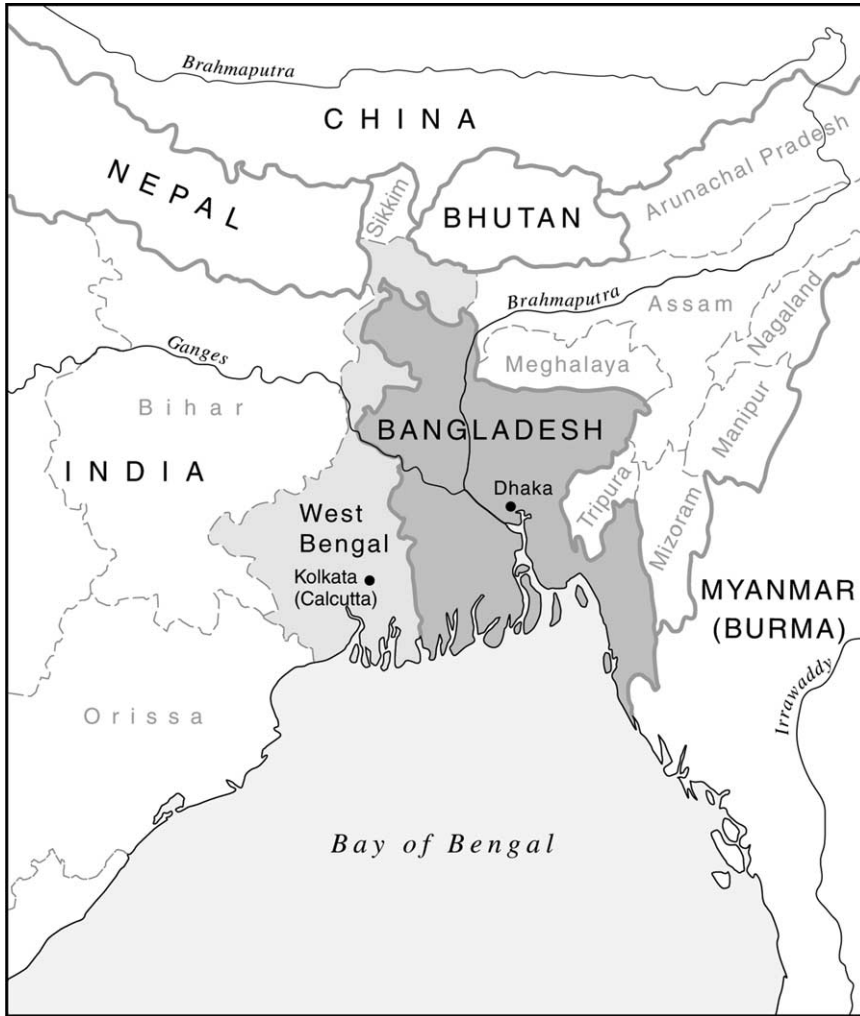 Brahmaputra
CHINA
NEPAL
Sikkim
BHUTAN
Arunachal Pradesh
Brahmaputra
Assam
Nagaland
Ganges
Meghalaya
Bihar
BANGLADESH
Manipur
INDIA
Dhaka
Tripura
West
Bengal
Mizoram
Kolkata
(Calcutta)
MYANMAR
(BURMA)
Orissa
Irrawaddy
Bay of Bengal